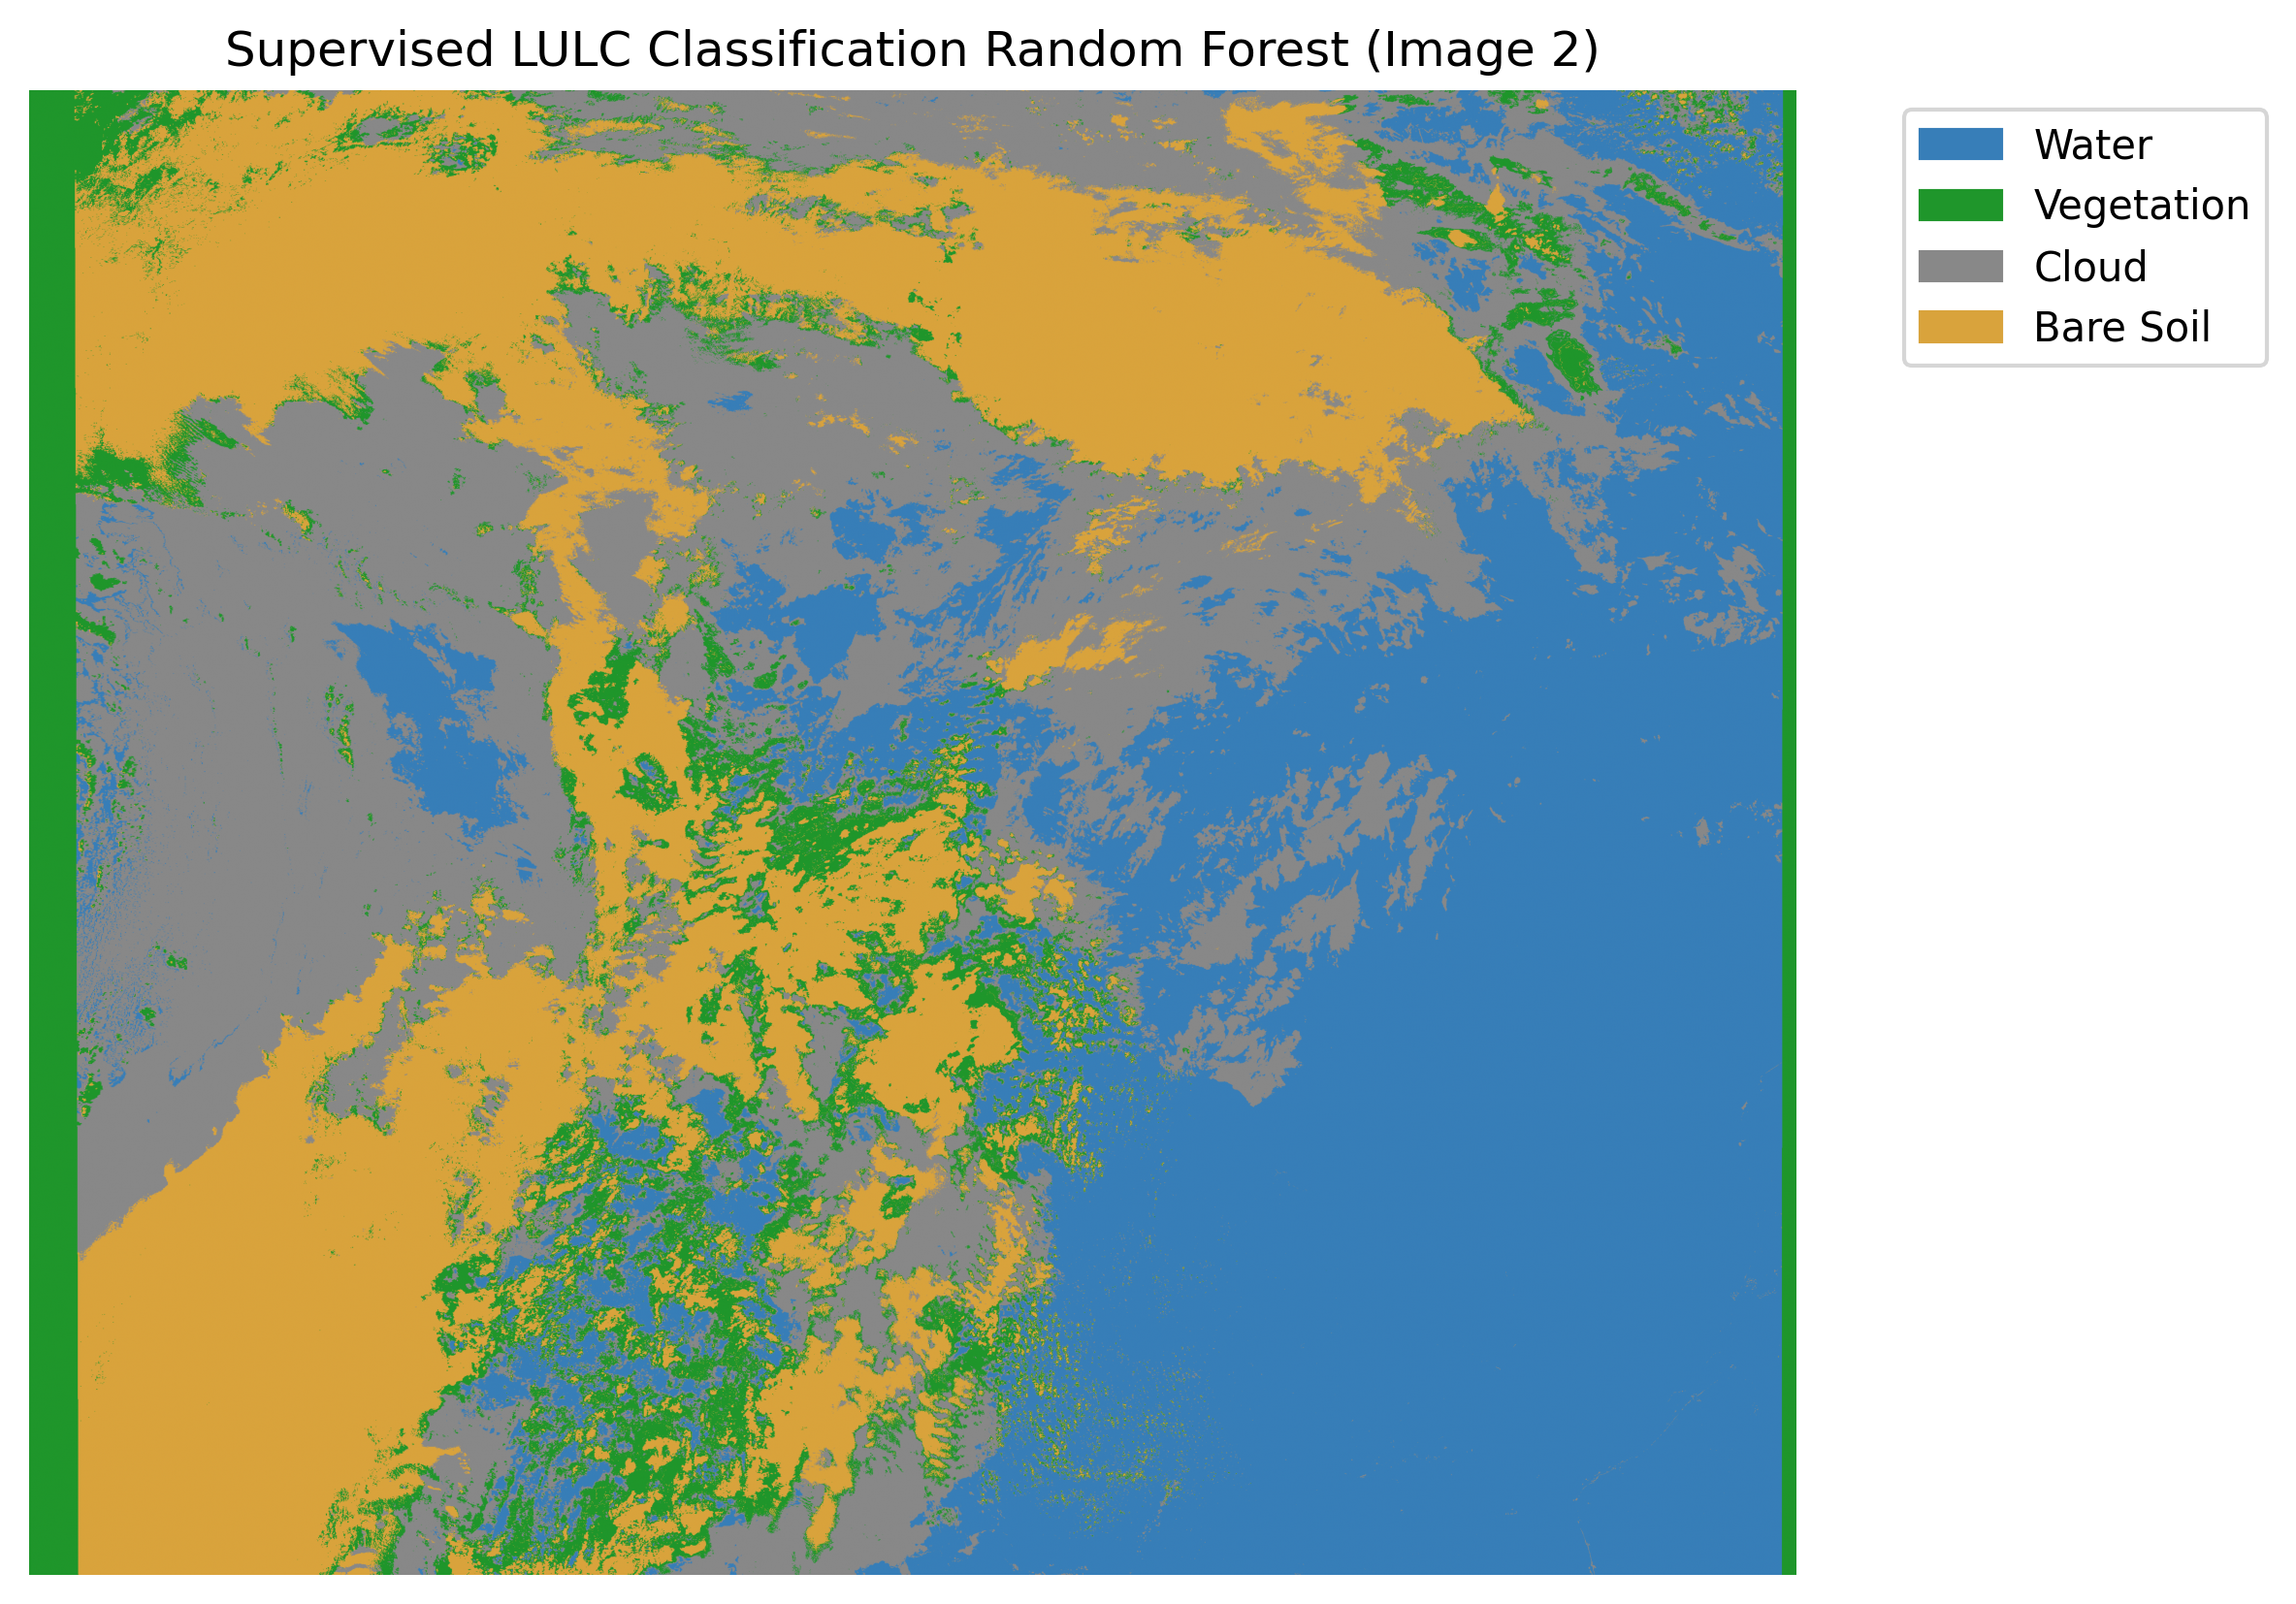 Supervised LULC Classification Random Forest (Image 2)
Water
Vegetation
Cloud
Bare Soil